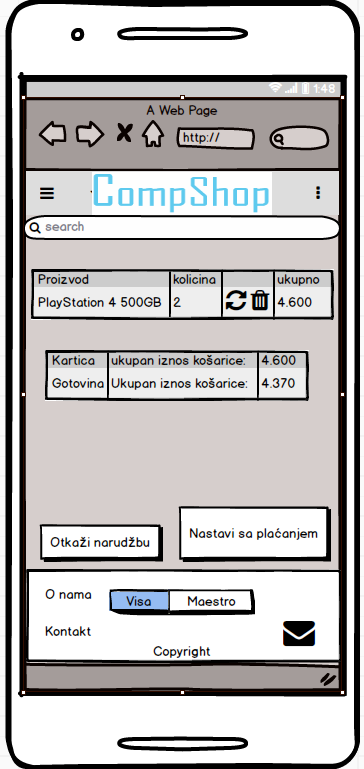 1:48
A Web Page
http://
CompShop
search
Proizvod kolicina ukupno
PlayStation 4 500GB 2 4.600
Kartica ukupan iznos košarice: 4.600
Gotovina Ukupan iznos košarice: 4.370
Otkaži narudžbu
Nastavi sa plaćanjem
O nama
Visa Maestro
Kontakt
Copyright